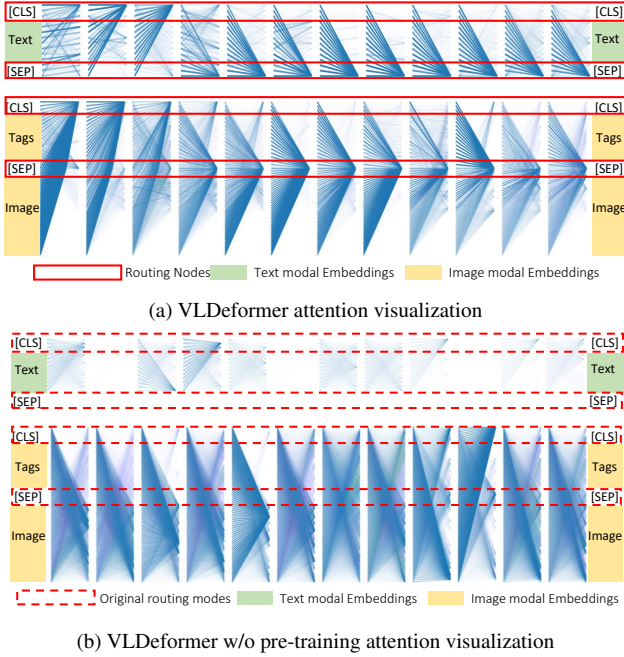 [CLS] [CLS]
Text Text
[SEP] [SEP]
[CLS] [CLS]
Tags Tags
[SEP] [SEP]
Image Image
Routing Nodes Text modal Embeddings Image modal Embeddings
(a) VLDeformer attention visualization
[CLS] [CLS]
Text Text
[SEP] [SEP]
[CLS] [CLS]
Tags Tags
[SEP] [SEP]
Image Image
Original routing modes Text modal Embeddings Image modal Embeddings
(b) VLDeformer w/o pre-training attention visualization